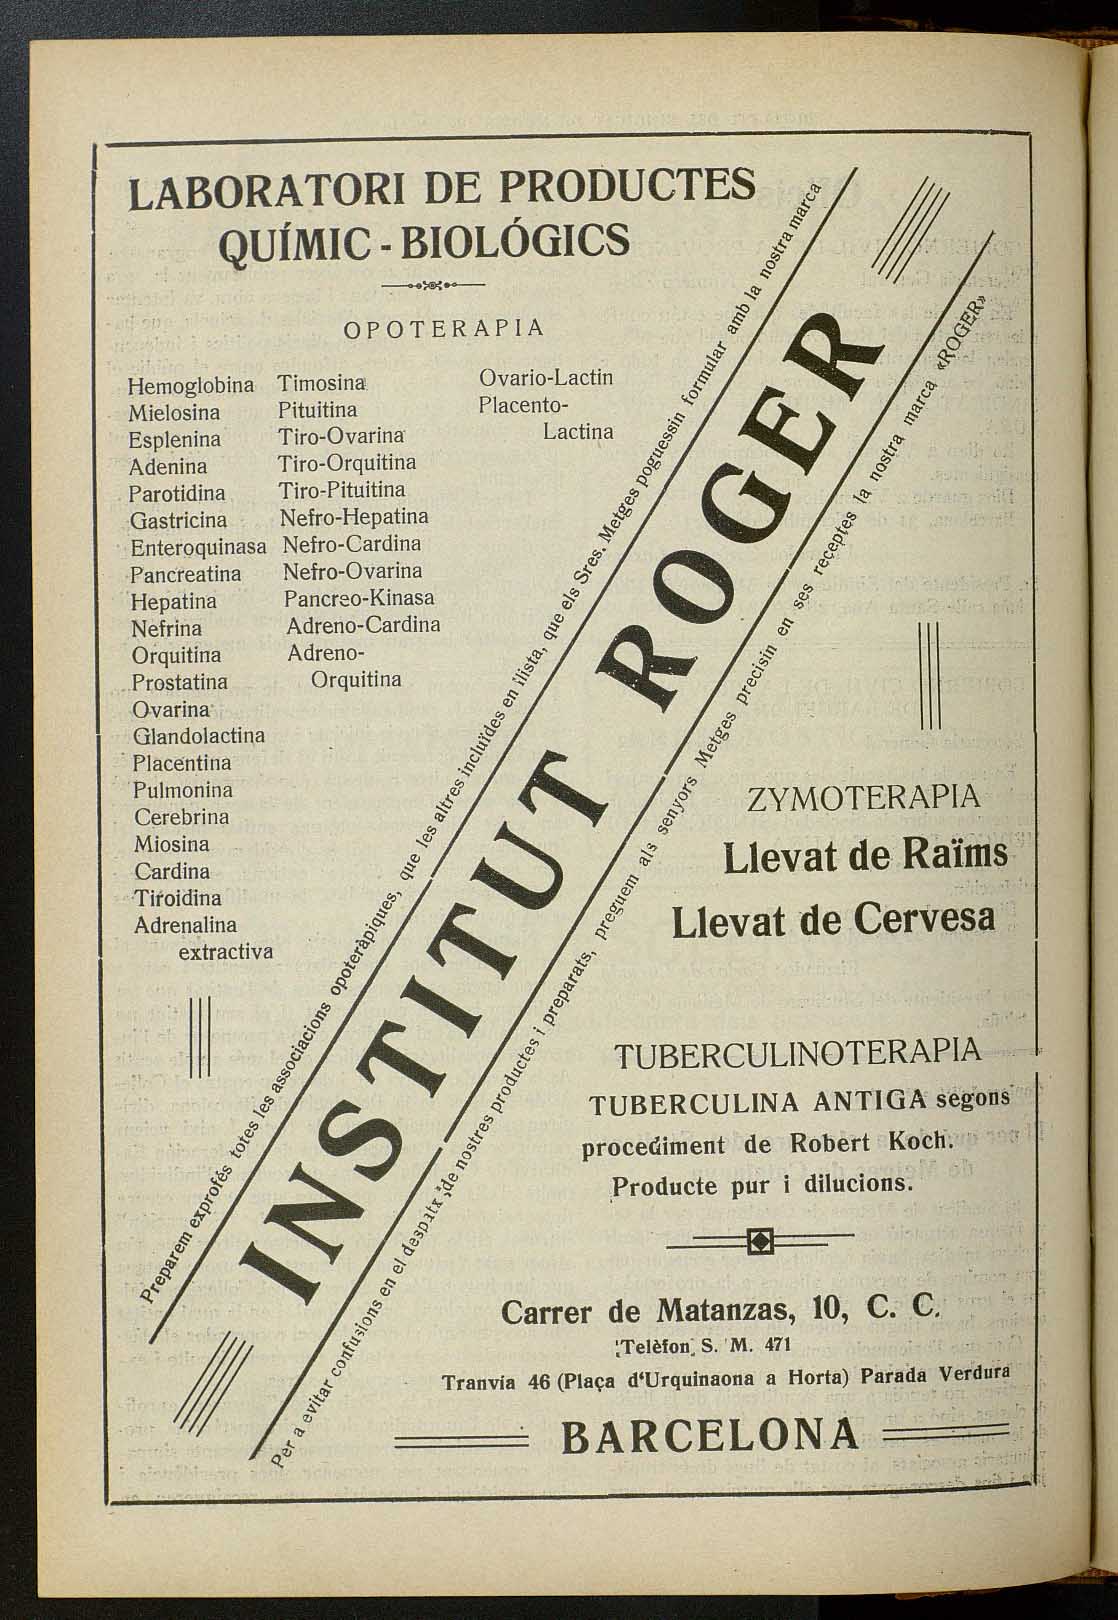 LABORATORI DE PRODUCTES
QUÍMIC - BIOLÓGICS
OPOTERAPIA
Hemoglobina
Mielosina
Esplenina
Adenina
Parotidina
Gastricina
Enteroquinasa
Pancreatina
Hepatina
Nefrina
Orquitina
Prostatina
Ovarina
Glandolactina
Placentina
Pulmonina
Cerebrina
Miosina
Cardina
Tiroidina
Adrenalina
extractiva
Timosina
Pituitina
Tiro-Ovarina
Tiro-Orquitina
Tiro-Pituitina
Nefro-Hepatina
Nefro-Cardina
Nefro-Ovarina
Pancreo-Kinasa
Adreno-Cardina
Adreno-
Orquitina
Ovario-Lactin
Placento-
Lactina
Preparem exprofés totes les associacions opoteràpiques, que les altres incluïdes en llista, que els Sres. Metges poguessin formular amb la nostra marca
INSTITUT ROGER
Per a evitar confusions en el despatx de nostres productes i preparats, preguem als senyors Metges precisin en ses receptes la nostra marca «ROGER»
ZYMOTERAPIA
Llevat de Raïms
Llevat de Cervesa
TUBERCULINOTERAPIA
TUBERCULINA ANTIGA segons
procediment de Robert Koch.
Producte pur i dilucions.
Carrer de Matanzas, 10, C. C.
Telèfon. S. M. 471
Tranvía 46 (Plaça d'Urquinaona a Horta) Parada Verdura
BARCELONA